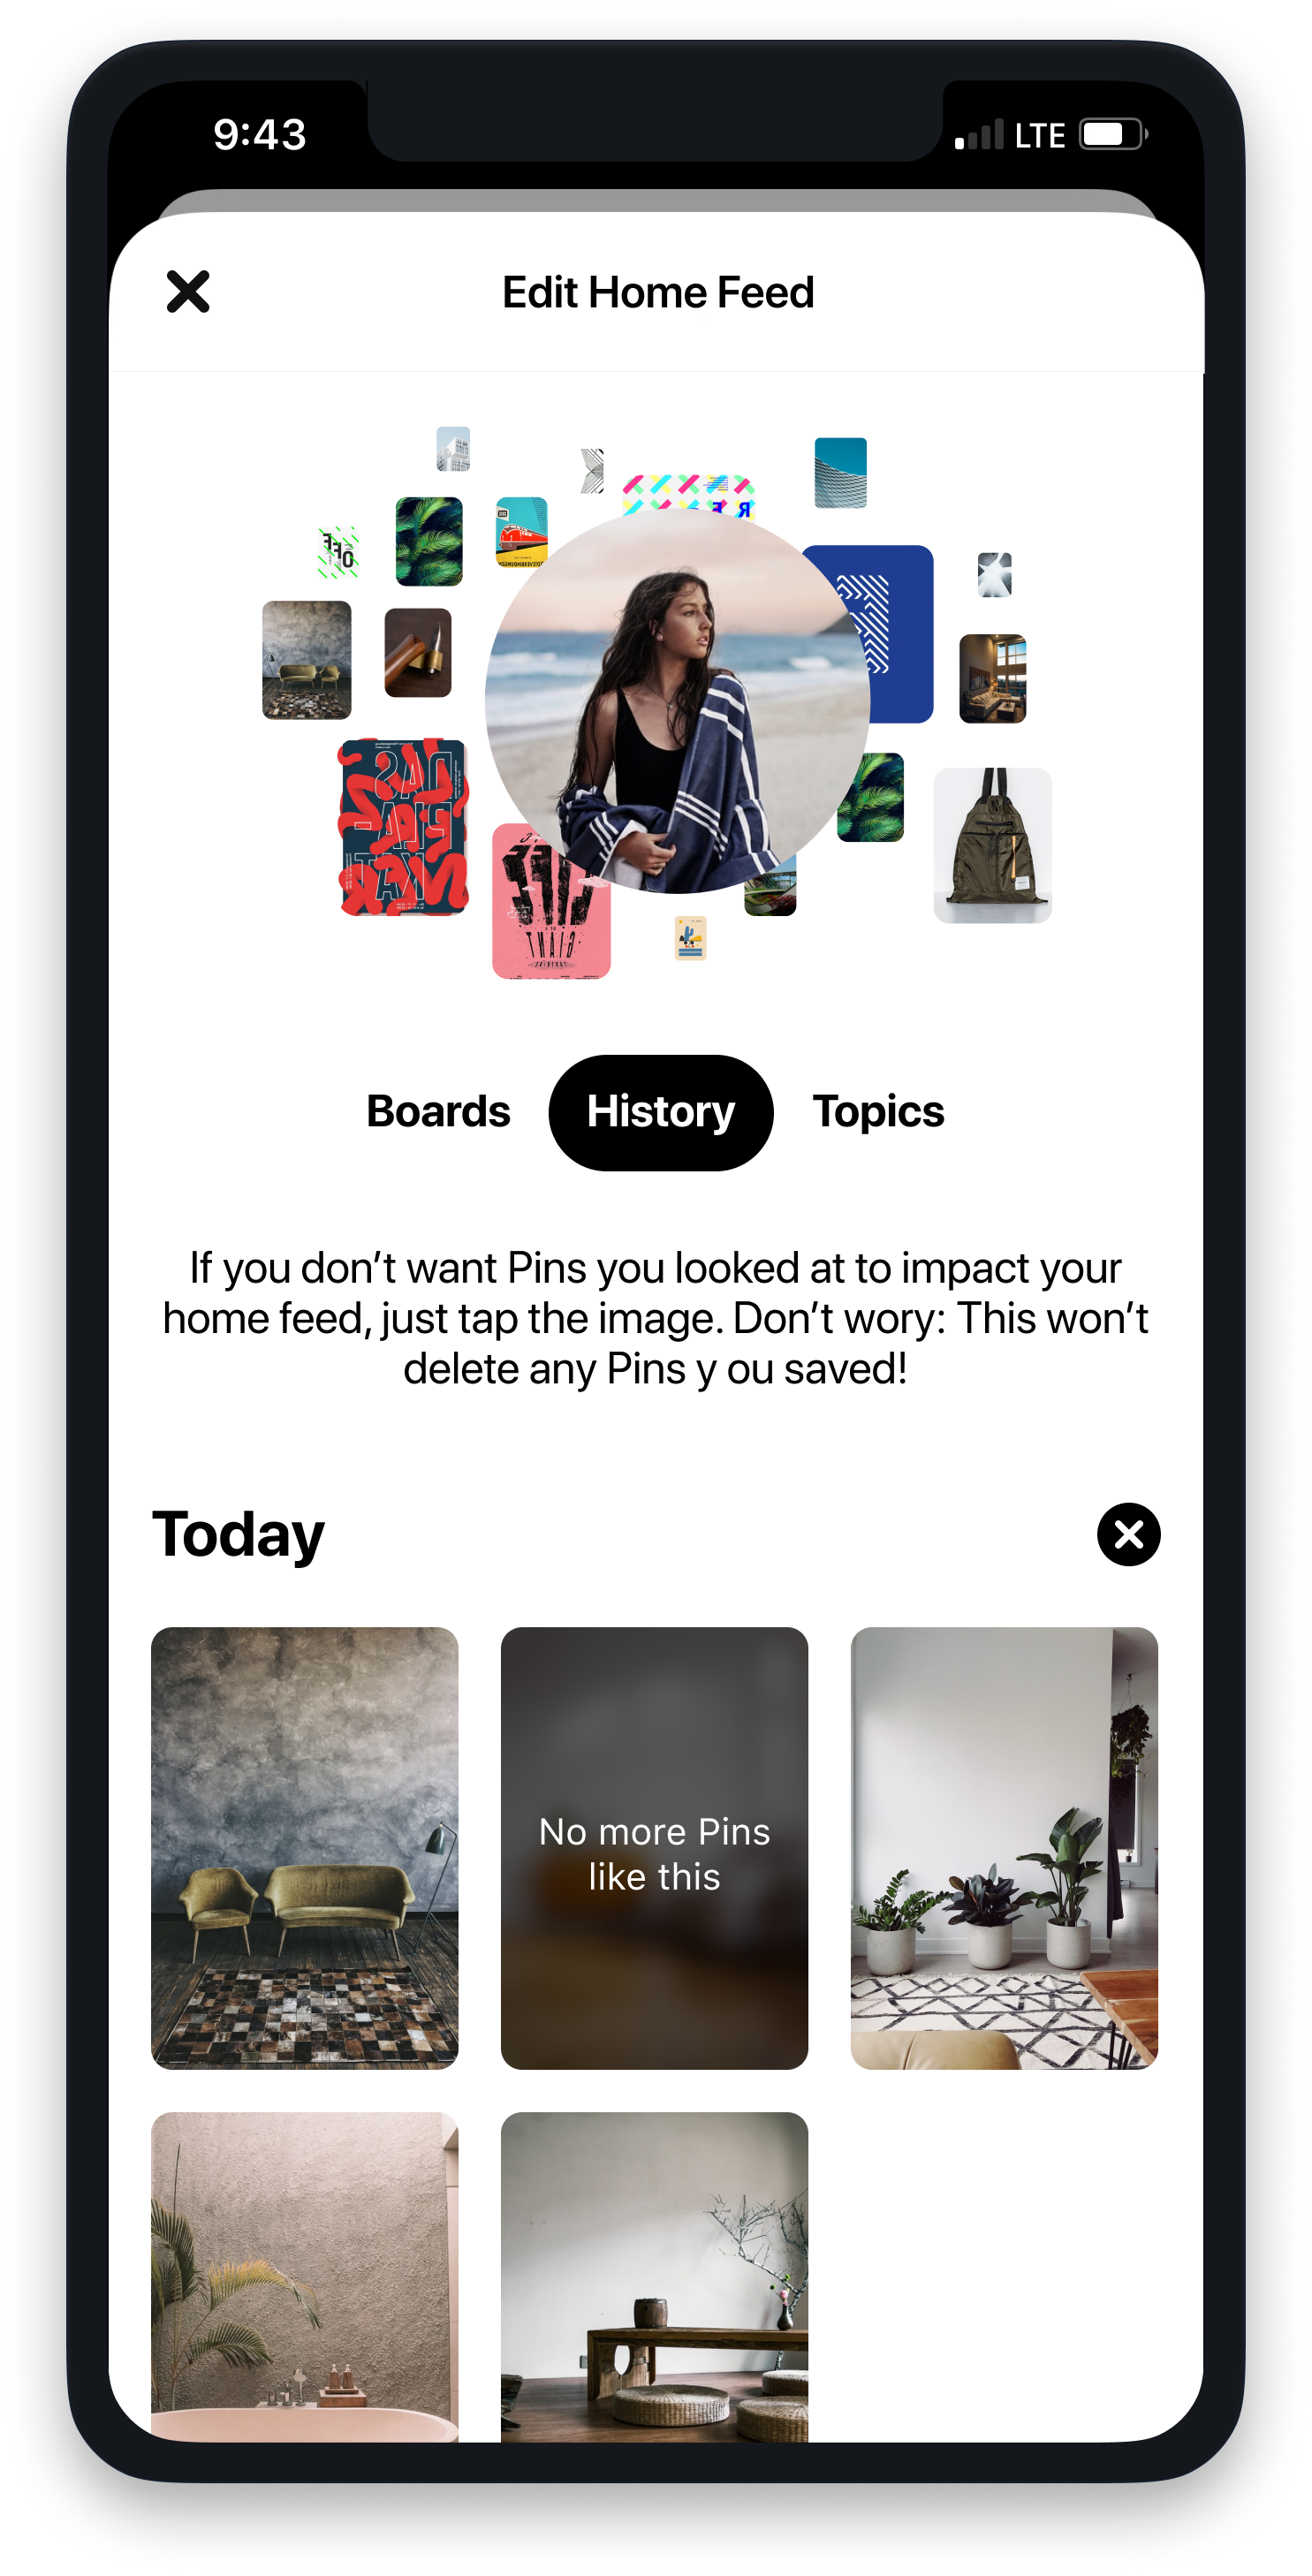 9:43
LTE
Edit Home Feed
Boards
History
Topics
If you don’t want Pins you looked at to impact your
home feed, just tap the image. Don’t wory: This won’t
delete any Pins y ou saved!
Today
No more Pins
like this